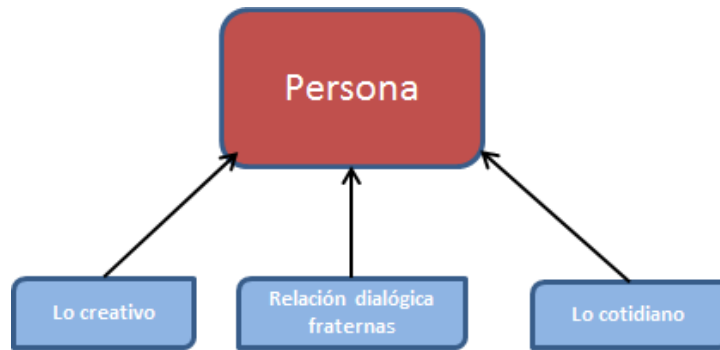 Persona
Lo creativo
Relación dialógica
fraternas
Lo cotidiano